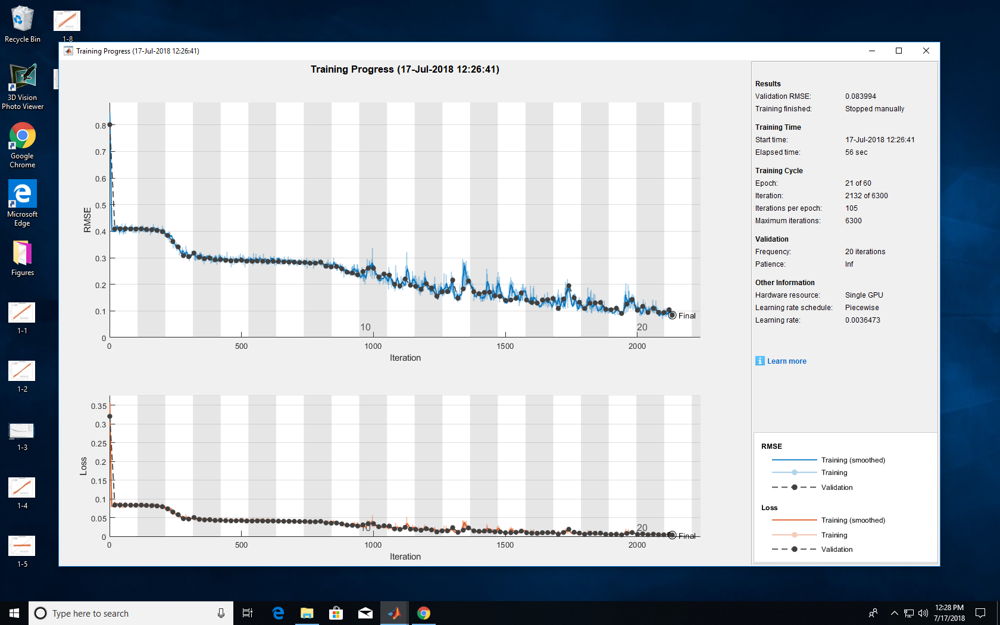 Recycle Bin
1-8
3D Vision
Photo Viewer
Google
Chrome
Microsoft
Edge
Figures
1-1
1-2
1-3
1-4
1-5
Training Progress (17-Jul-2018 12:26:41)
Training Progress (17-Jul-2018 12:26:41)
RMSE
0.8
0.7
0.6
0.5
0.4
0.3
0.2
0.1
0
10
20
Final
0
500
1000
1500
2000
Iteration
Loss
0.35
0.3
0.25
0.2
0.15
0.1
0.05
0
10
20
Final
0
500
1000
1500
2000
Iteration
Results
Validation RMSE: 0.083994
Training finished: Stopped manually
Training Time
Start time: 17-Jul-2018 12:26:41
Elapsed time: 56 sec
Training Cycle
Epoch: 21 of 60
Iteration: 2132 of 6300
Iterations per epoch: 105
Maximum iterations: 6300
Validation
Frequency: 20 iterations
Patience: Inf
Other Information
Hardware resource: Single GPU
Learning rate schedule: Piecewise
Learning rate: 0.0036473
i Learn more
RMSE
Training (smoothed)
Training
Validation
Loss
Training (smoothed)
Training
Validation
Type here to search
12:28 PM
7/17/2018